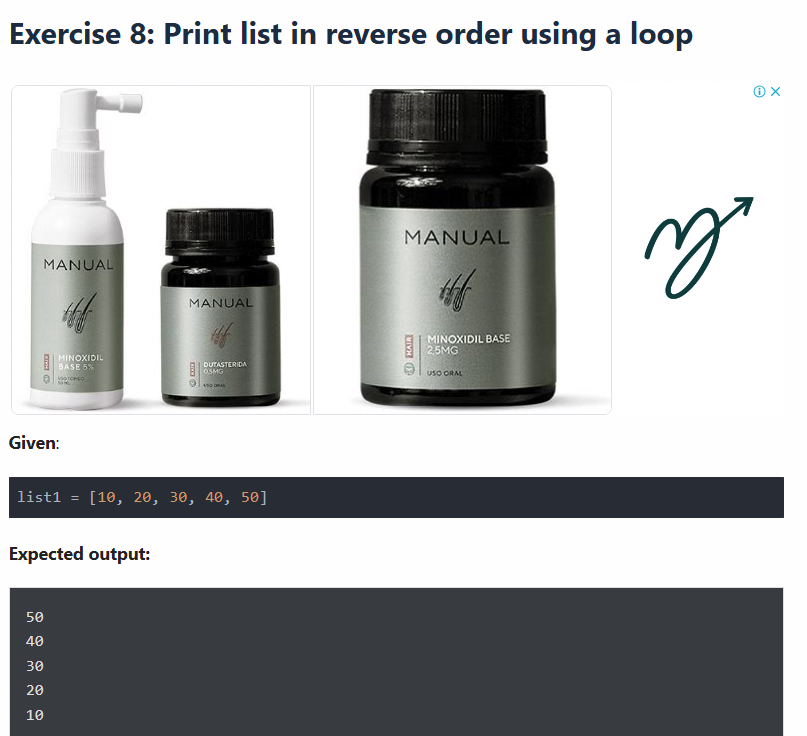 Exercise 8: Print list in reverse order using a loop
MANUAL
MINOXIDIL
BASE 5%
USO TÓPICO
50 ML
HAIR
MANUAL
DUTASTERIDA
0,5MG
USO ORAL
HAIR
MANUAL
HAIR
MINOXIDIL BASE
2,5MG
USO ORAL
Given:
list1 = [10, 20, 30, 40, 50]
Expected output:
50
40
30
20
10